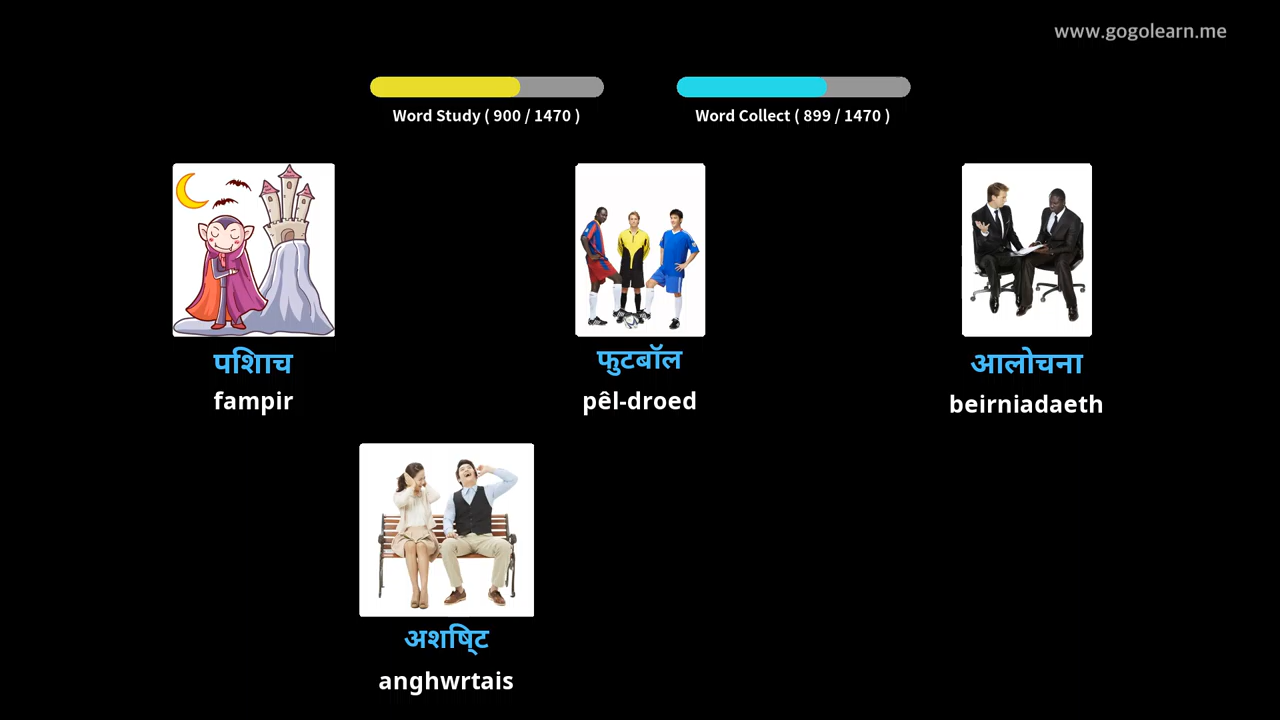 www.gogolearn.me
Word Study ( 900 / 1470 )
Word Collect ( 899 / 1470 )
पिशाच
फुटबॉल
आलोचना
fampir
pêl-droed
beirniadaeth
अशिष्ट
anghwrtais